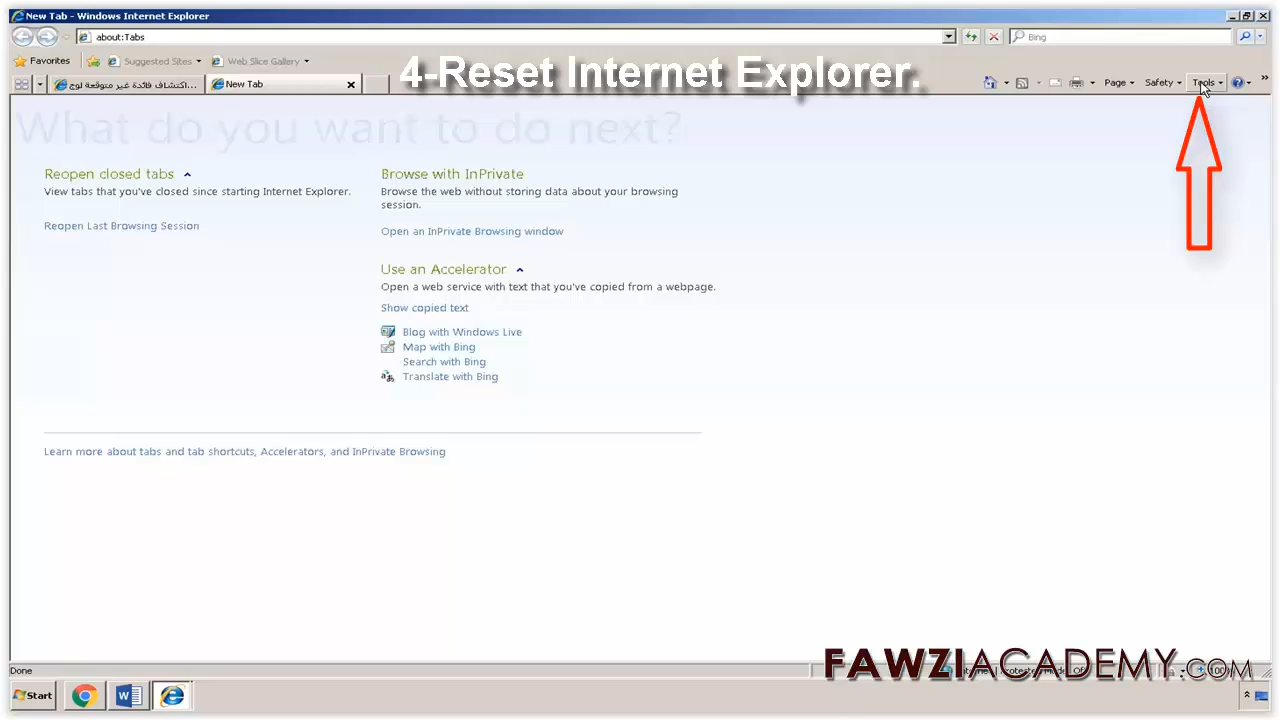 New Tab - Windows Internet Explorer
about:Tabs
Bing
Favorites
Suggested Sites
Web Slice Gallery
4-Reset Internet Explorer.
اكتشاف فائدة غير متوقعة لوج...
New Tab
Page
Safety
Tools
What do you want to do next?
Reopen closed tabs
View tabs that you've closed since starting Internet Explorer.
Reopen Last Browsing Session
Browse with InPrivate
Browse the web without storing data about your browsing
session.
Open an InPrivate Browsing window
Use an Accelerator
Open a web service with text that you've copied from a webpage.
Show copied text
Blog with Windows Live
Map with Bing
Search with Bing
Translate with Bing
Learn more about tabs and tab shortcuts, Accelerators, and InPrivate Browsing
FAWZIACADEMY.COM
Done
Start